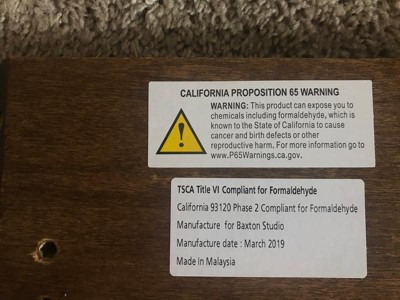 CALIFORNIA PROPOSITION 65 WARNING
WARNING: This product can expose you to
chemicals including formaldehyde, which is
known to the State of California to cause
cancer and birth defects or other
reproductive harm. For more information go to
www.P65Warnings.ca.gov.
TSCA Title VI Compliant for Formaldehyde
California 93120 Phase 2 Compliant for Formaldehyde
Manufacture for Baxton Studio
Manufacture date : March 2019
Made In Malaysia